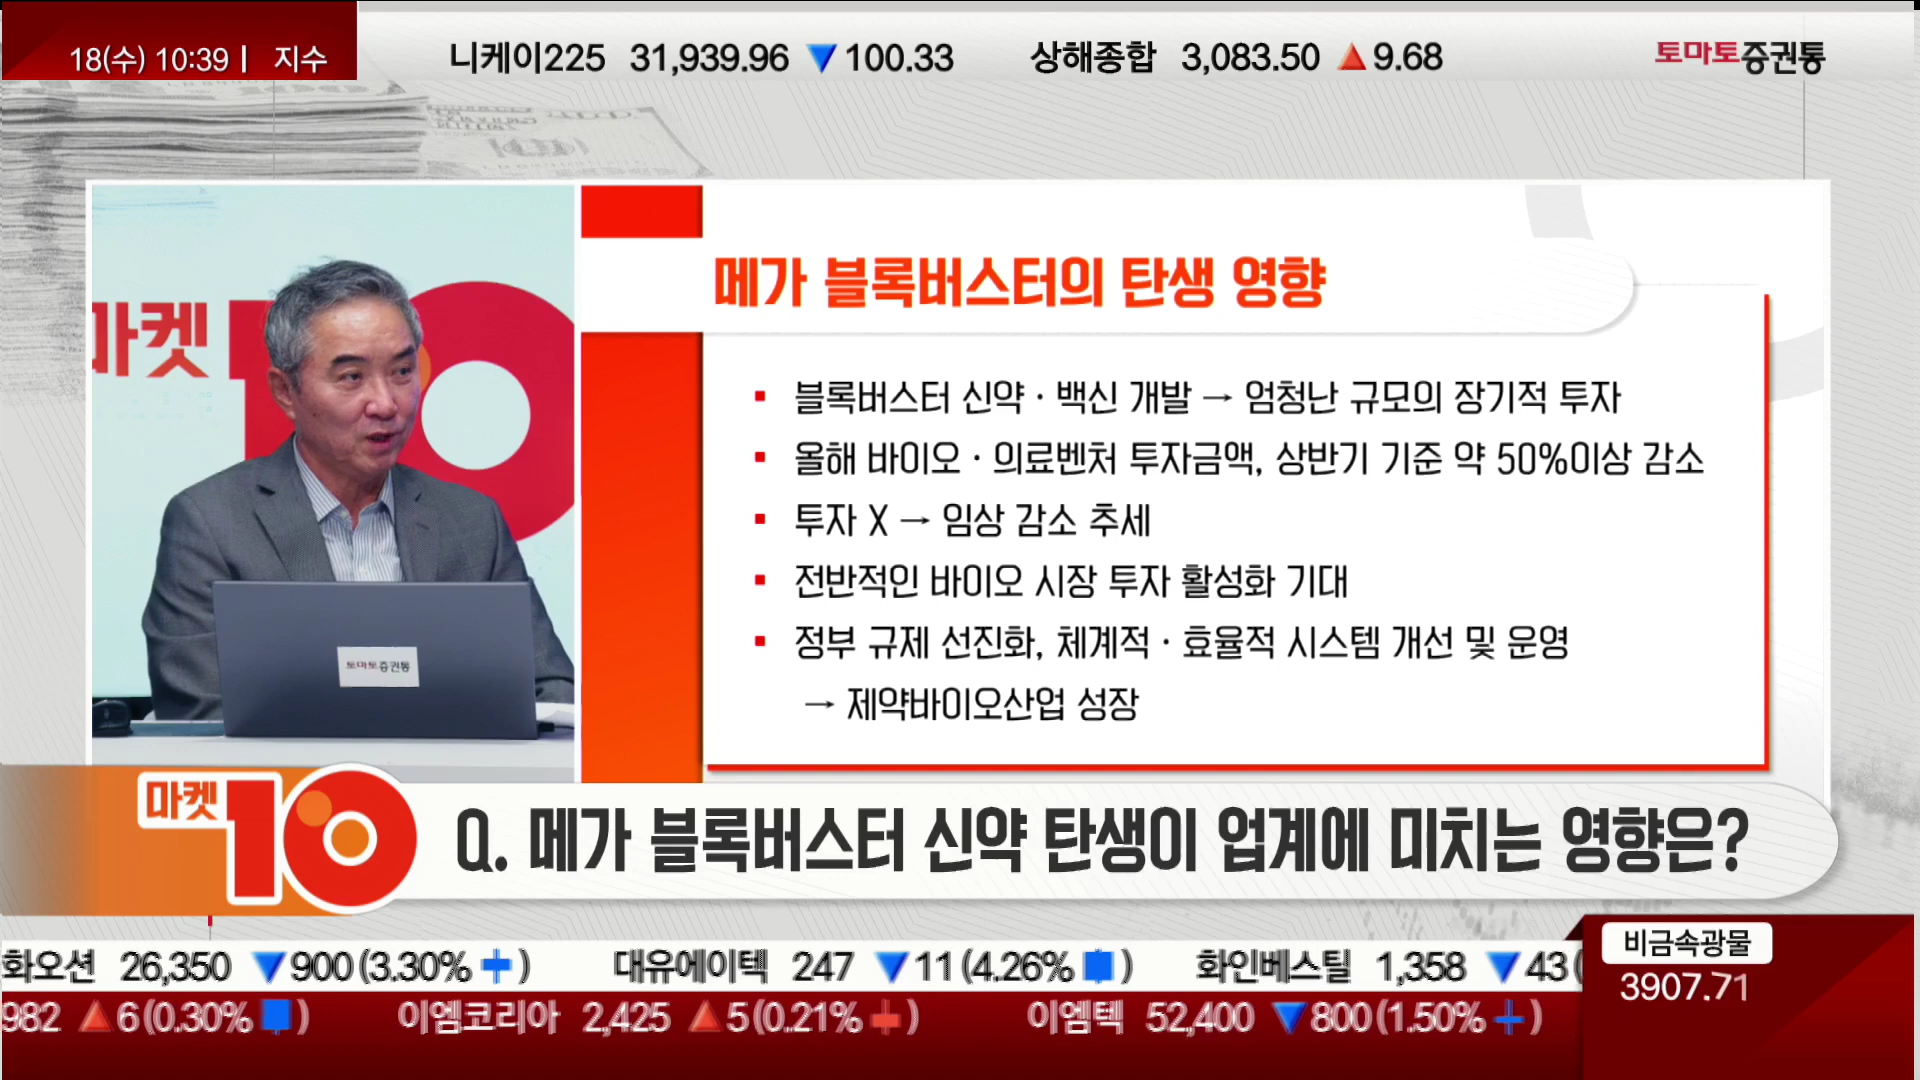 18(수) 10:39 | 지수
니케이225 31,939.96 ▼100.33 상해종합 3,083.50 ▲9.68
토마토증권통
마켓 10
메가 블록버스터의 탄생 영향
▪ 블록버스터 신약 · 백신 개발 → 엄청난 규모의 장기적 투자
▪ 올해 바이오 · 의료벤처 투자금액, 상반기 기준 약 50%이상 감소
▪ 투자 X → 임상 감소 추세
▪ 전반적인 바이오 시장 투자 활성화 기대
▪ 정부 규제 선진화, 체계적 · 효율적 시스템 개선 및 운영
→ 제약바이오산업 성장
토마토증권통
마켓 10
Q. 메가 블록버스터 신약 탄생이 업계에 미치는 영향은?
화오션 26,350 ▼900(3.30%+) 대유에이텍 247 ▼11(4.26%■) 화인베스틸 1,358 ▼43(
비금속광물
3907.71
982 ▲6(0.30%■) 이엠코리아 2,425 ▲5(0.21%+) 이엠텍 52,400 ▼800(1.50%+)